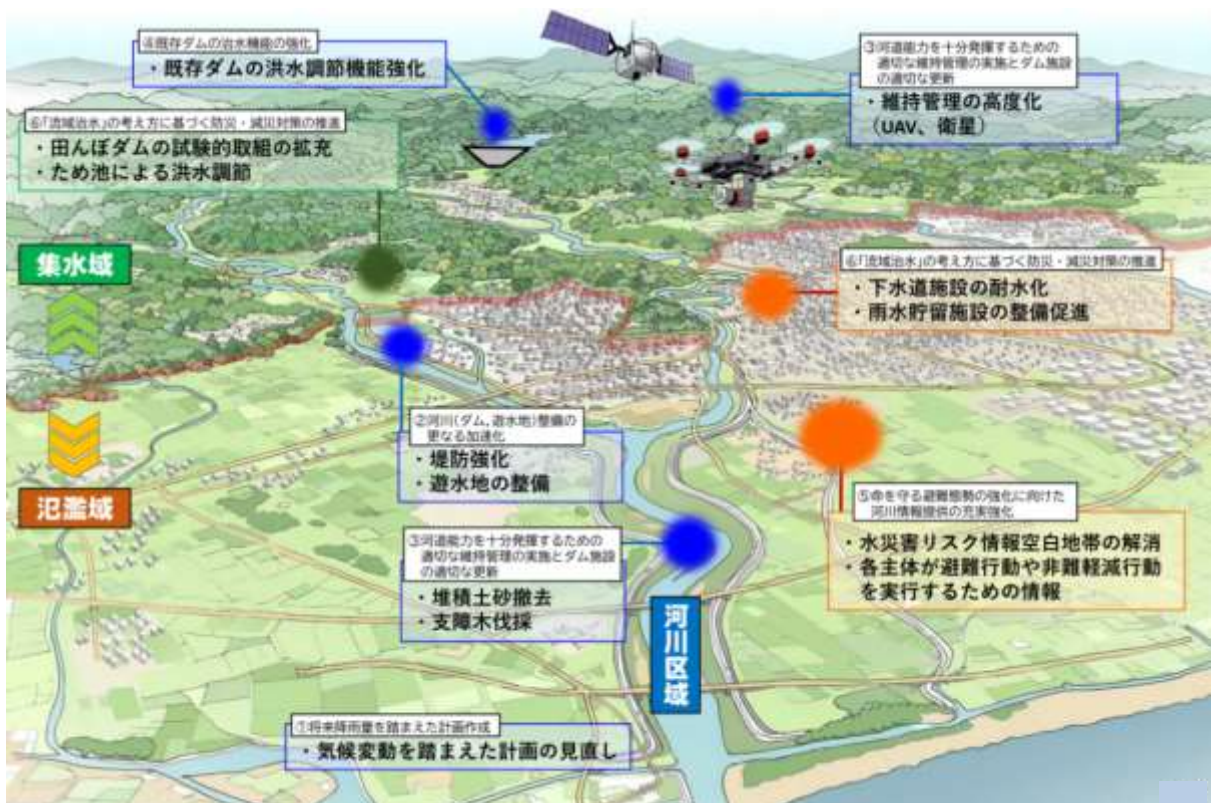 ④既存ダムの治水機能の強化
・既存ダムの洪水調節機能強化
③河道能力を十分発揮するための
適切な維持管理の実施とダム施設
の適切な更新
・維持管理の高度化
（UAV、衛星）
⑥「流域治水」の考え方に基づく防災・減災対策の推進
・田んぼダムの試験的取組の拡充
・ため池による洪水調節
集水域
氾濫域
⑥「流域治水」の考え方に基づく防災・減災対策の推進
・下水道施設の耐水化
・雨水貯留施設の整備促進
②河川（ダム、遊水地）整備の
更なる加速化
・堤防強化
・遊水地の整備
⑤命を守る避難態勢の強化に向けた
河川情報提供の充実強化
・水災害リスク情報空白地帯の解消
・各主体が避難行動や非難軽減行動
を実行するための情報
③河道能力を十分発揮するための
適切な維持管理の実施とダム施設
の適切な更新
・堆積土砂撤去
・支障木伐採
河川区域
①将来降雨量を踏まえた計画作成
・気候変動を踏まえた計画の見直し